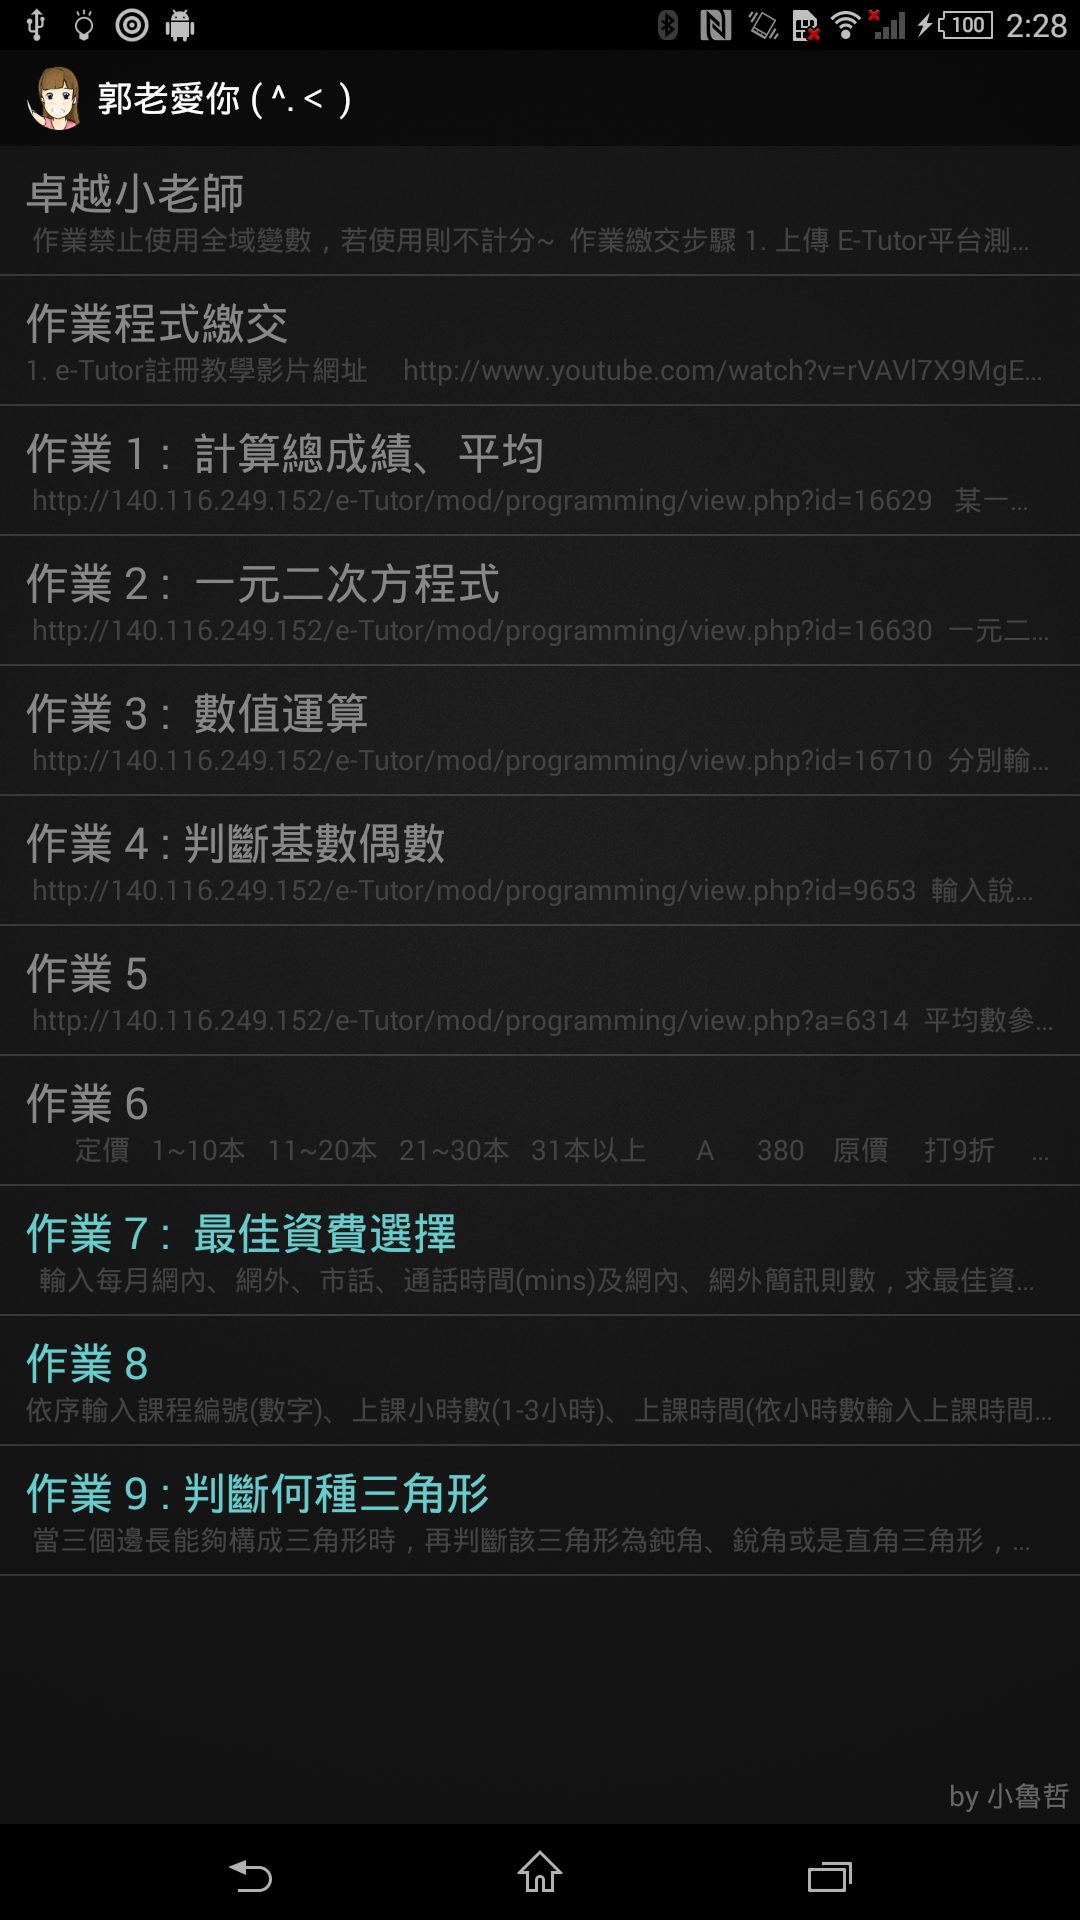 100 2:28
郭老愛你 ( ^. < )
卓越小老師
作業禁止使用全域變數，若使用則不計分~ 作業繳交步驟 1. 上傳 E-Tutor平台測...
作業程式繳交
1. e-Tutor註冊教學影片網址 http://www.youtube.com/watch?v=rVAVl7X9MgE...
作業 1 : 計算總成績、平均
http://140.116.249.152/e-Tutor/mod/programming/view.php?id=16629 某一...
作業 2 : 一元二次方程式
http://140.116.249.152/e-Tutor/mod/programming/view.php?id=16630 一元二...
作業 3 : 數值運算
http://140.116.249.152/e-Tutor/mod/programming/view.php?id=16710 分別輸...
作業 4 : 判斷基數偶數
http://140.116.249.152/e-Tutor/mod/programming/view.php?id=9653 輸入說...
作業 5
http://140.116.249.152/e-Tutor/mod/programming/view.php?a=6314 平均數參...
作業 6
定價 1~10本 11~20本 21~30本 31本以上 A 380 原價 打9折 ...
作業 7 : 最佳資費選擇
輸入每月網內、網外、市話、通話時間(mins)及網內、網外簡訊則數，求最佳資...
作業 8
依序輸入課程編號(數字)、上課小時數(1-3小時)、上課時間(依小時數輸入上課時間...
作業 9 : 判斷何種三角形
當三個邊長能夠構成三角形時，再判斷該三角形為鈍角、銳角或是直角三角形，...
by 小魯哲